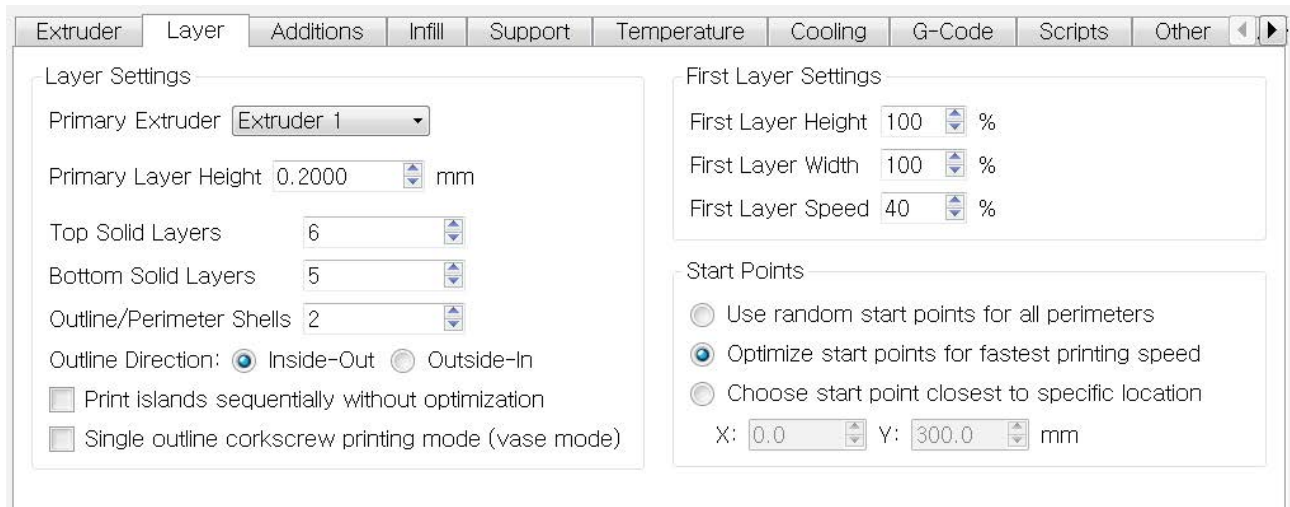 Extruder Layer Additions Infill Support Temperature Cooling G-Code Scripts Other
Layer Settings
Primary Extruder Extruder 1
Primary Layer Height 0.2000 mm
Top Solid Layers 6
Bottom Solid Layers 5
Outline/Perimeter Shells 2
Outline Direction: Inside-Out Outside-In
Print islands sequentially without optimization
Single outline corkscrew printing mode (vase mode)
First Layer Settings
First Layer Height 100 %
First Layer Width 100 %
First Layer Speed 40 %
Start Points
Use random start points for all perimeters
Optimize start points for fastest printing speed
Choose start point closest to specific location
X: 0.0 Y: 300.0 mm